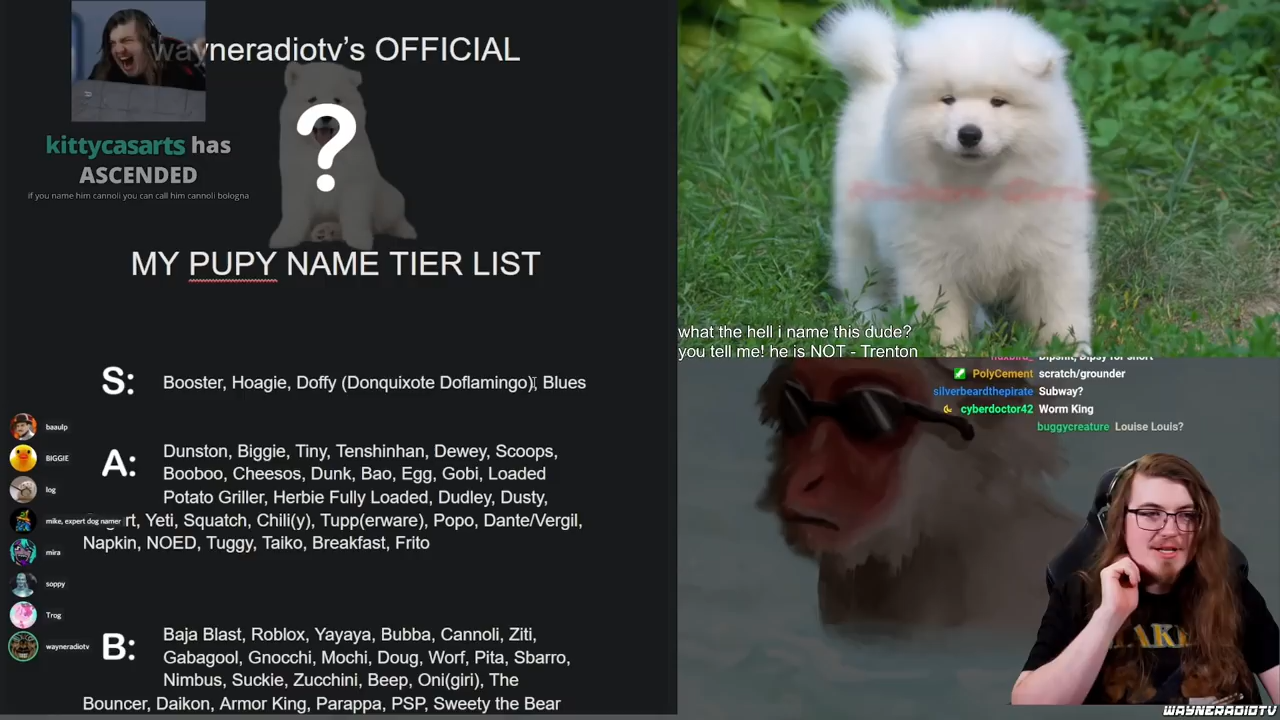 wayneradiotv's OFFICIAL
kittycasarts has
ASCENDED
if you name him cannoli you can call him cannoli bologna
?
MY PUPY NAME TIER LIST
S:
Booster, Hoagie, Doffy (Donquixote Doflamingo), Blues
A:
Dunston, Biggie, Tiny, Tenshinhan, Dewey, Scoops,
Booboo, Cheesos, Dunk, Bao, Egg, Gobi, Loaded
Potato Griller, Herbie Fully Loaded, Dudley, Dusty,
Yeti, Squatch, Chili(y), Tupp(erware), Popo, Dante/Vergil,
Napkin, NOED, Tuggy, Taiko, Breakfast, Frito
B:
Baja Blast, Roblox, Yayaya, Bubba, Cannoli, Ziti,
Gabagool, Gnocchi, Mochi, Doug, Worf, Pita, Sbarro,
Nimbus, Suckie, Zucchini, Beep, Oni(giri), The
Bouncer, Daikon, Armor King, Parappa, PSP, Sweety the Bear
baaulp
BIGGIE
log
mike, expert dog namer
mira
soppy
Trog
wayneradiotv
what the hell i name this dude?
you tell me! he is NOT - Trenton
Dipshit, Dipsy for short
PolyCement scratch/grounder
silverbeardthepirate Subway?
cyberdoctor42 Worm King
buggycreature Louise Louis?
WAYNERADIOTV